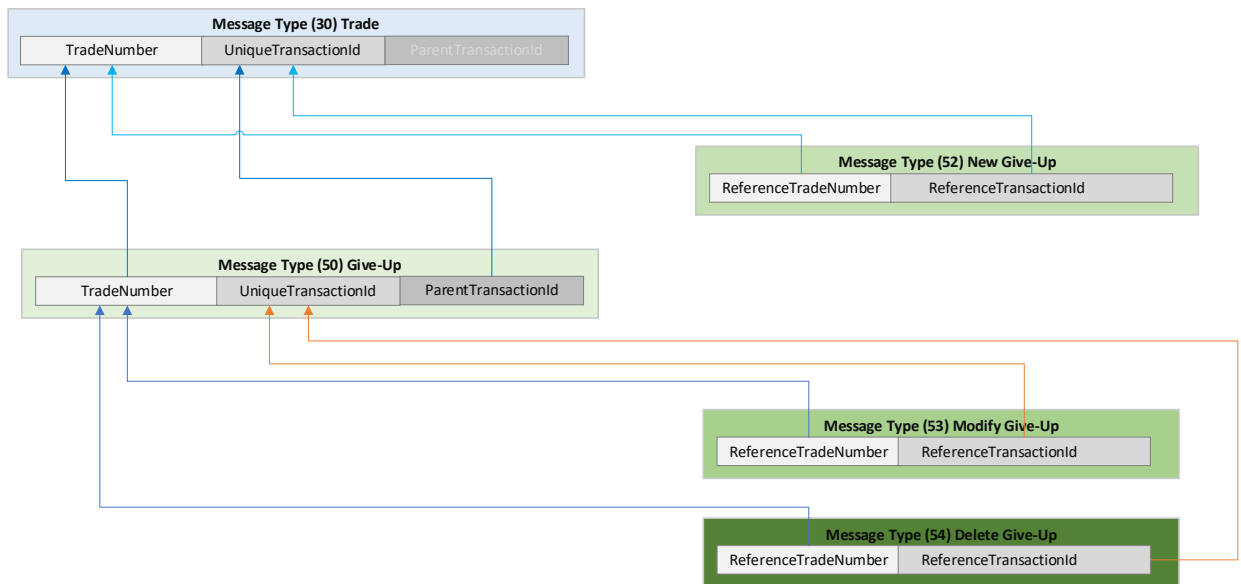 Message Type (30) Trade
TradeNumber UniqueTransactionId ParentTransactionId
Message Type (52) New Give-Up
ReferenceTradeNumber ReferenceTransactionId
Message Type (50) Give-Up
TradeNumber UniqueTransactionId ParentTransactionId
Message Type (53) Modify Give-Up
ReferenceTradeNumber ReferenceTransactionId
Message Type (54) Delete Give-Up
ReferenceTradeNumber ReferenceTransactionId